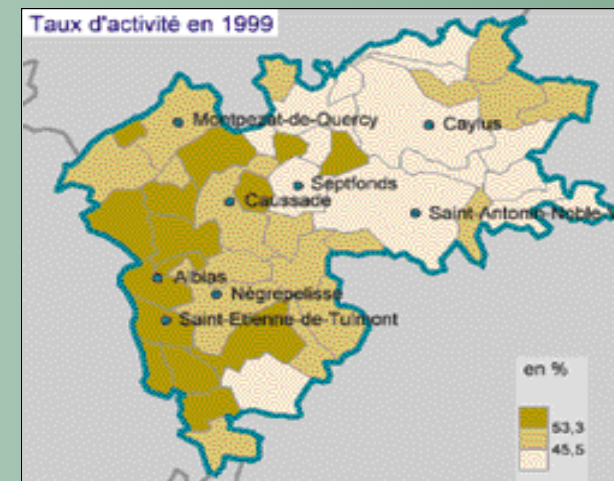 Taux d'activité en 1999
Montpezat-de-Quercy
Caylus
Septfonds
Caussade
Saint-Antonin-Noble-
Albias
Nègrepelisse
Saint-Etienne-de-Tulmont
en %
53,3
45,5